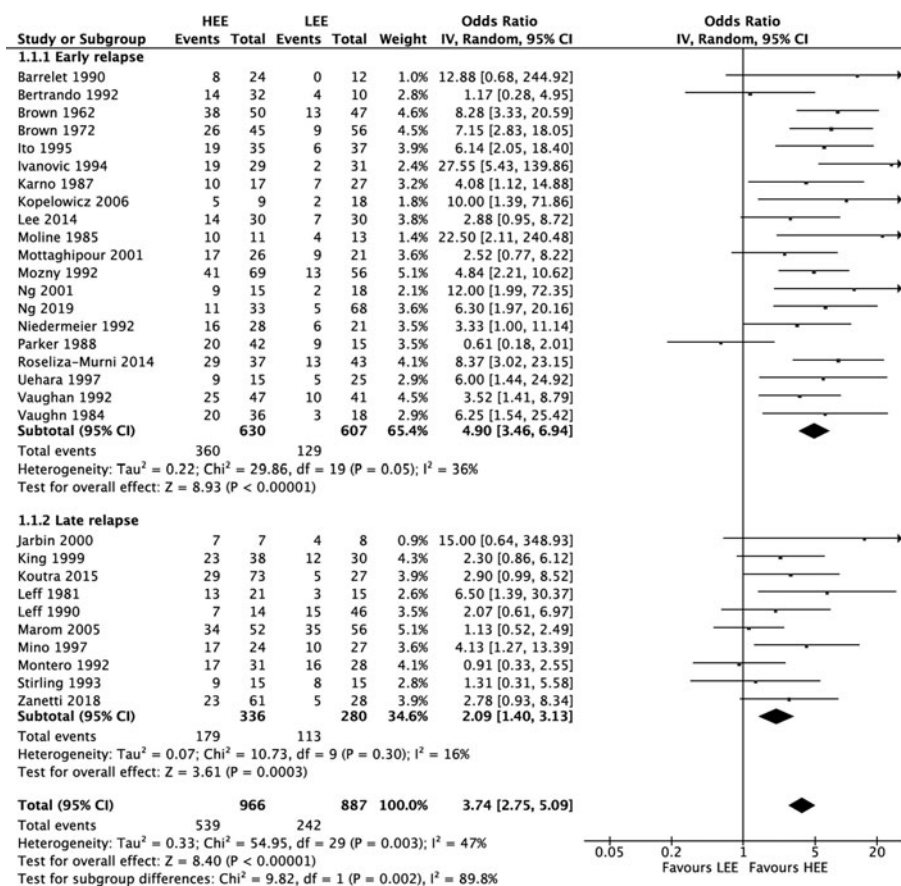 HEE LEE Odds Ratio Odds Ratio
Study or Subgroup Events Total Events Total Weight IV, Random, 95% CI IV, Random, 95% CI
1.1.1 Early relapse
Barrelet 1990 8 24 0 12 1.0% 12.88 [0.68, 244.92]
Bertrando 1992 14 32 4 10 2.8% 1.17 [0.28, 4.95]
Brown 1962 38 50 13 47 4.9% 8.28 [3.33, 20.59]
Brown 1972 26 45 9 56 4.8% 7.15 [2.83, 18.05]
Ito 1995 19 35 6 37 4.1% 6.14 [2.05, 18.40]
Ivanovic 1994 19 29 2 31 2.4% 27.55 [5.43, 139.86]
Karno 1987 10 17 7 27 3.2% 4.08 [1.12, 14.88]
Kopelowicz 2006 5 9 2 18 1.8% 10.00 [1.39, 71.86]
Lee 2014 14 30 7 30 4.0% 2.88 [0.95, 8.72]
Moline 1985 10 11 4 13 1.4% 22.50 [2.11, 240.48]
Mottaghipour 2001 17 26 9 21 3.7% 2.52 [0.77, 8.22]
Mozny 1992 41 69 13 56 5.1% 4.84 [2.21, 10.62]
Ng 2001 9 15 2 18 2.1% 12.00 [1.99, 72.35]
Ng 2019 11 33 5 68 3.9% 6.30 [1.97, 20.16]
Niedermeier 1992 16 28 6 21 3.5% 3.33 [1.00, 11.14]
Parker 1988 20 42 9 15 3.4% 0.61 [0.18, 2.01]
Roseliza-Murni 2014 29 37 13 43 4.4% 8.37 [3.02, 23.15]
Uehara 1997 9 15 5 25 2.9% 6.00 [1.44, 24.92]
Vaughan 1992 25 47 10 41 4.8% 3.52 [1.41, 8.79]
Vaughn 1984 20 36 3 18 2.9% 6.25 [1.54, 25.42]
Subtotal (95% CI) 630 607 65.4% 4.90 [3.46, 6.94]
Total events 360 129
Heterogeneity: Tau² = 0.22; Chi² = 29.86, df = 19 (P = 0.05); I² = 36%
Test for overall effect: Z = 8.93 (P < 0.00001)
1.1.2 Late relapse
Jarbin 2000 7 7 4 8 0.9% 15.00 [0.64, 348.93]
King 1999 23 38 12 30 4.3% 2.30 [0.86, 6.12]
Koutra 2015 29 73 5 27 3.9% 2.90 [0.99, 8.52]
Leff 1981 13 21 3 15 2.6% 6.50 [1.39, 30.37]
Leff 1990 7 14 15 46 3.5% 2.07 [0.61, 6.97]
Marom 2005 34 52 35 56 5.1% 1.13 [0.52, 2.49]
Mino 1997 17 24 10 27 3.6% 4.13 [1.27, 13.39]
Montero 1992 17 31 16 28 4.2% 0.91 [0.33, 2.55]
Stirling 1993 9 15 8 15 2.8% 1.31 [0.31, 5.58]
Zanetti 2018 23 61 5 28 3.9% 2.78 [0.93, 8.34]
Subtotal (95% CI) 336 280 34.6% 2.09 [1.40, 3.13]
Total events 179 113
Heterogeneity: Tau² = 0.07; Chi² = 10.73, df = 9 (P = 0.30); I² = 16%
Test for overall effect: Z = 3.61 (P = 0.0003)
Total (95% CI) 966 887 100.0% 3.74 [2.75, 5.09]
Total events 539 242
Heterogeneity: Tau² = 0.33; Chi² = 54.95, df = 29 (P = 0.003); I² = 47%
Test for overall effect: Z = 8.40 (P < 0.00001)
Test for subgroup differences: Chi² = 9.82, df = 1 (P = 0.002), I² = 89.8%
0.05 0.2 1 5 20
Favours LEE Favours HEE